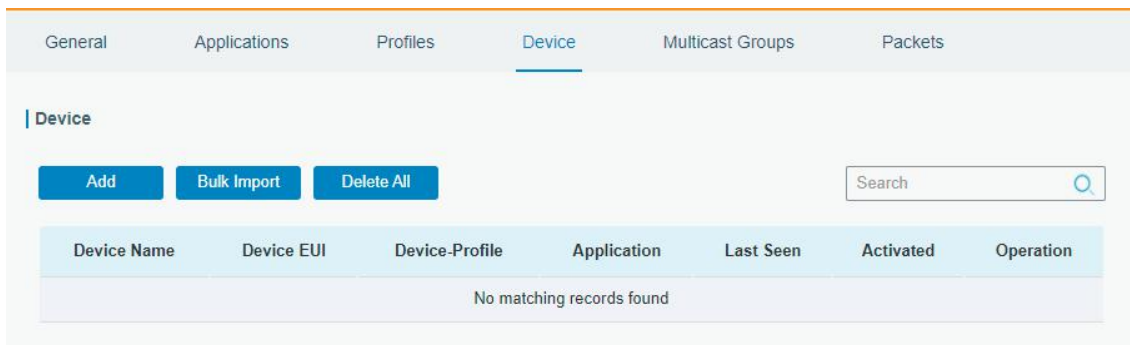 General Applications Profiles Device Multicast Groups Packets
Device
Add Bulk Import Delete All Search
Device Name Device EUI Device-Profile Application Last Seen Activated Operation
No matching records found